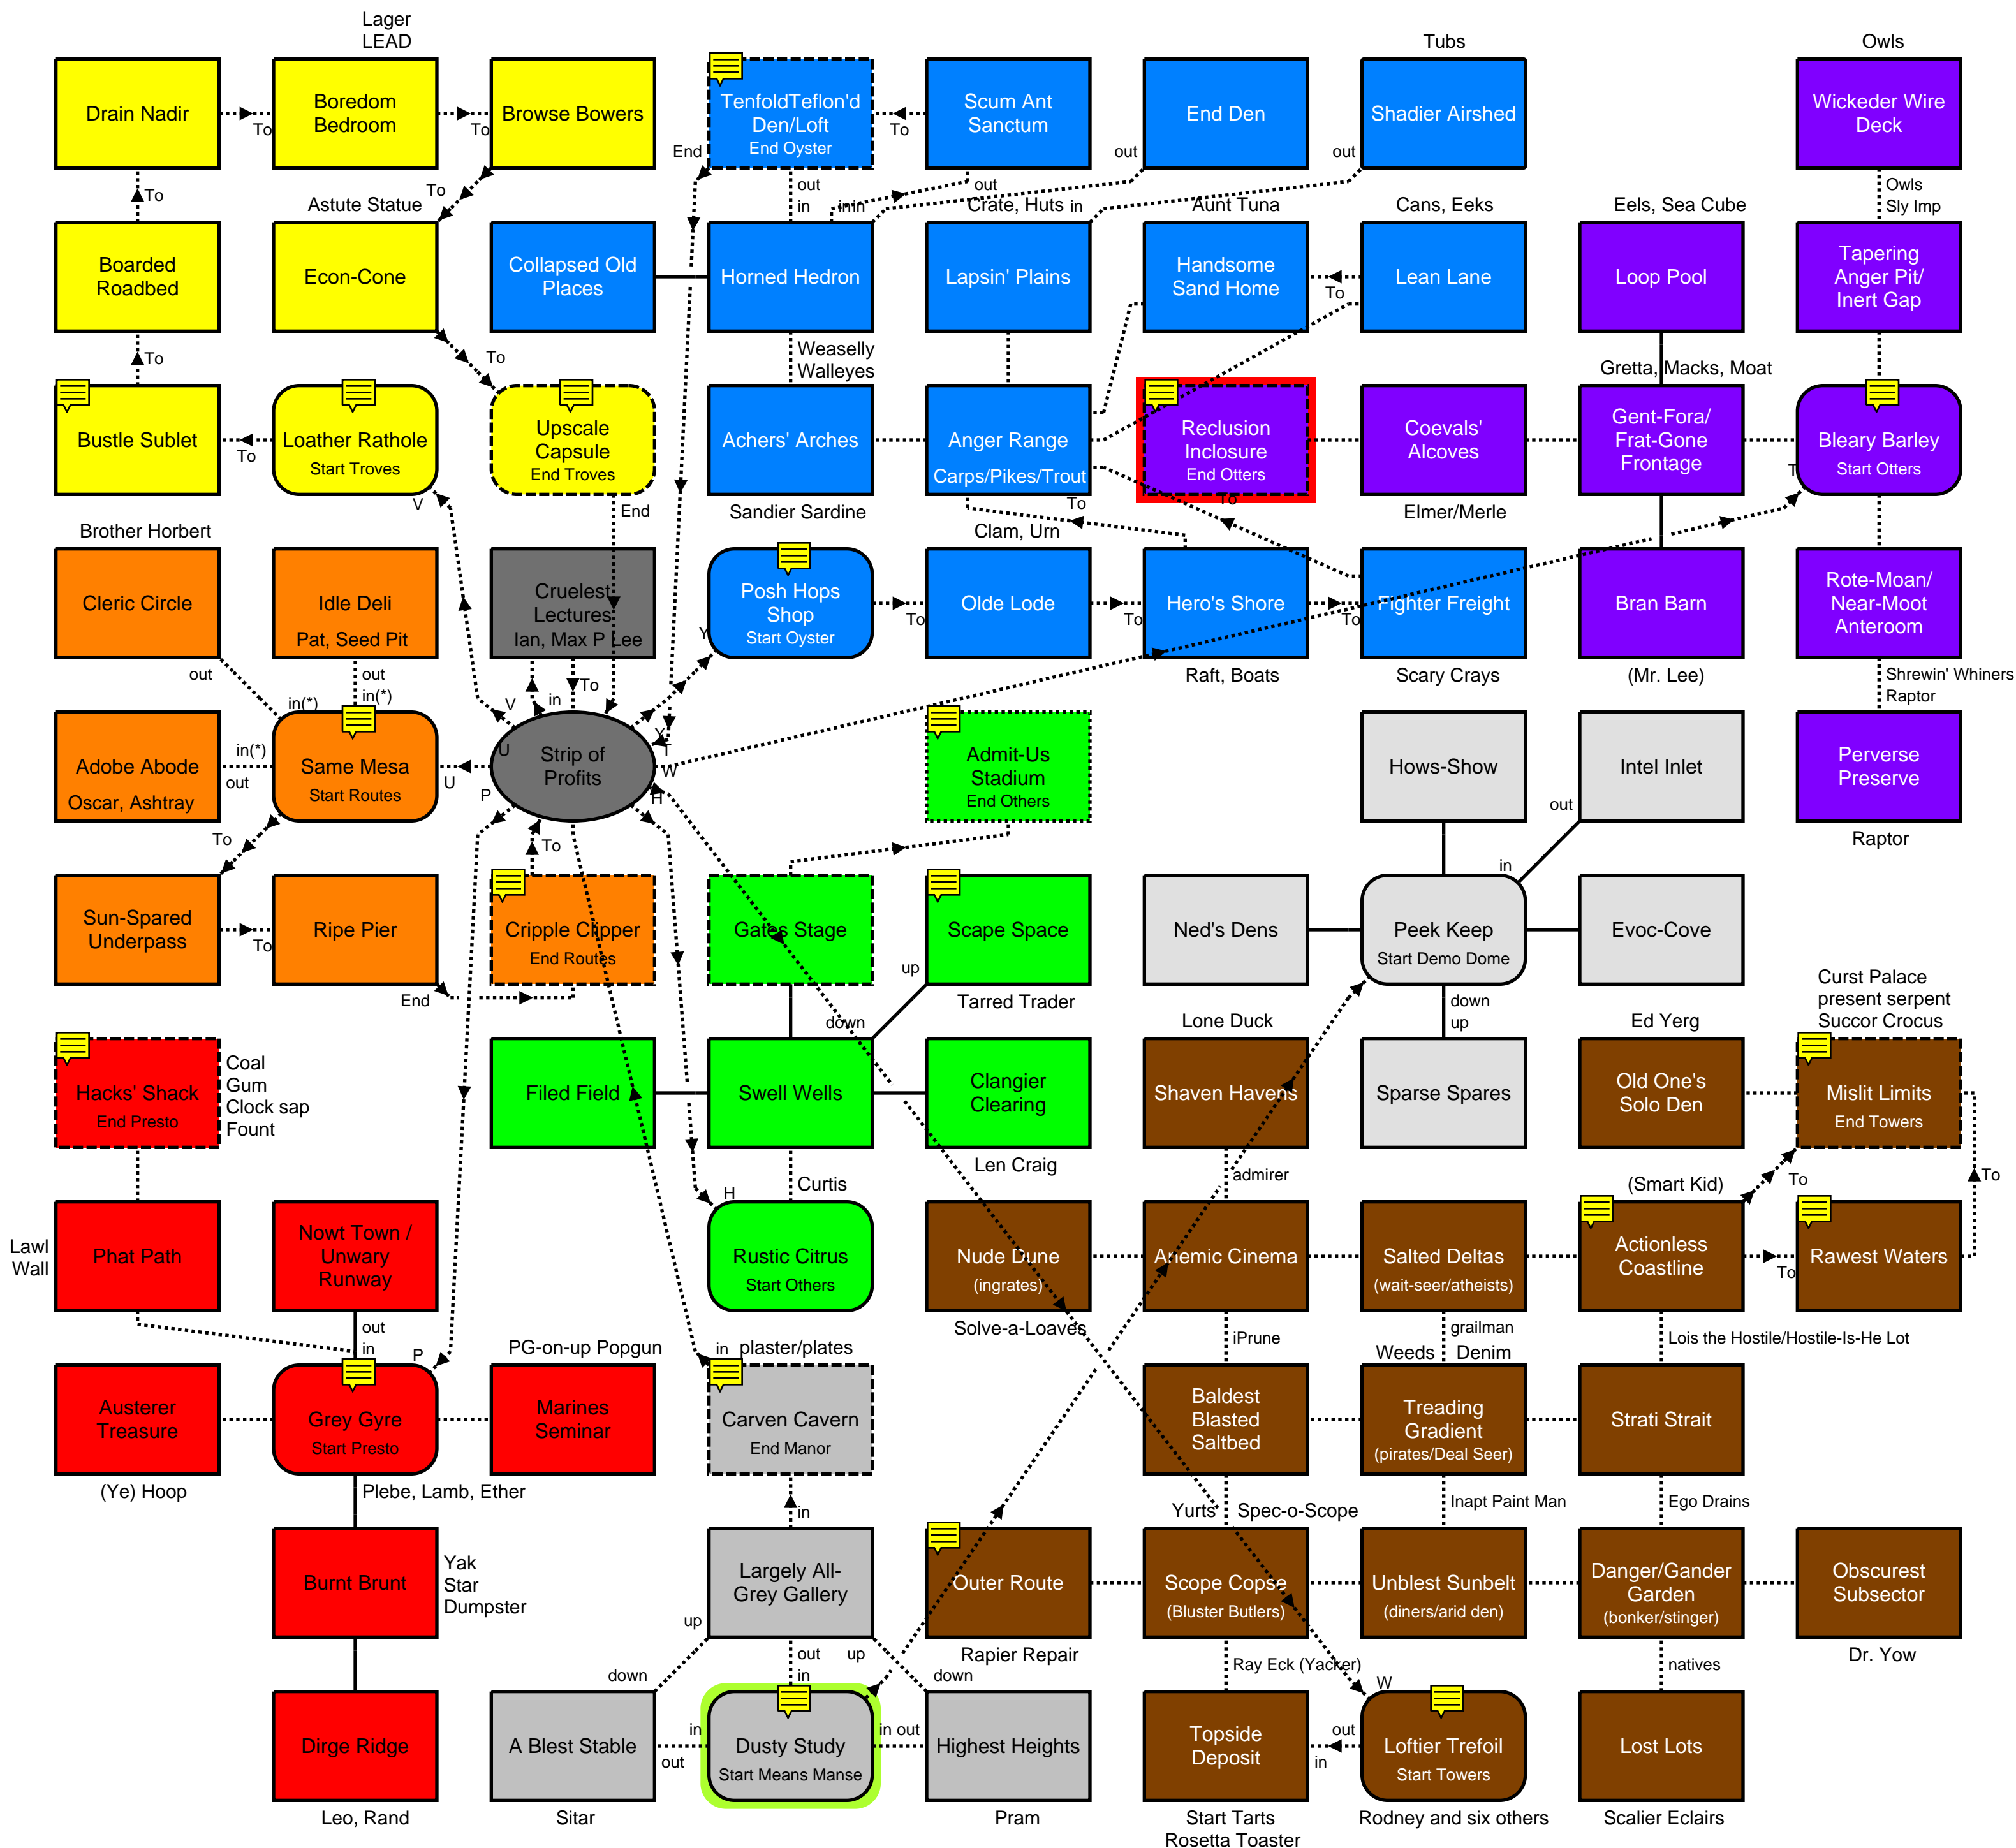 Lager
LEAD
Tubs
Owls
Drain Nadir
To
Boredom
Bedroom
To
Browse Bowers
TenfoldTeflon'd
Den/Loft
End Oyster
To
Scum Ant
Sanctum
End Den
Shadier Airshed
Wickeder Wire
Deck
End
out
out
To
To
out
in
out
in
in
in
Owls
Sly Imp
Astute Statue
Crate, Huts
Aunt Tuna
Cans, Eeks
Eels, Sea Cube
Boarded
Roadbed
Econ-Cone
Collapsed Old
Places
Horned Hedron
Lapsin' Plains
Handsome
Sand Home
To
Lean Lane
Loop Pool
Tapering
Anger Pit/
Inert Gap
To
To
Weaselly
Walleyes
Gretta, Macks, Moat
Bustle Sublet
To
Loather Rathole
Start Troves
Upscale
Capsule
End Troves
Achers' Arches
Anger Range
Carps/Pikes/Trout
Reclusion
Inclosure
End Otters
Coevals'
Alcoves
Gent-Fora/
Frat-Gone
Frontage
Bleary Barley
Start Otters
T
V
End
To
To
Sandier Sardine
Clam, Urn
Elmer/Merle
Brother Horbert
Cleric Circle
Idle Deli
Pat, Seed Pit
Cruelest
Lectures
Ian, Max P Lee
Posh Hops
Shop
Start Oyster
Y
To
Olde Lode
To
Hero's Shore
To
Fighter Freight
Bran Barn
Rote-Moan/
Near-Moot
Anteroom
out
out
in(*)
in(*)
To
in
V
Raft, Boats
Scary Crays
(Mr. Lee)
Shrewin' Whiners
Raptor
Adobe Abode
Oscar, Ashtray
in(*)
out
Same Mesa
Start Routes
U
U
Strip of
Profits
Y
T
W
H
P
Admit-Us
Stadium
End Others
Hows-Show
Intel Inlet
Perverse
Preserve
Raptor
out
in
To
To
Sun-Spared
Underpass
To
Ripe Pier
Cripple Clipper
End Routes
Gates Stage
Scape Space
Ned's Dens
Peek Keep
Start Demo Dome
Evoc-Cove
End
up
down
Tarred Trader
down
up
Curst Palace
present serpent
Succor Crocus
Lone Duck
Ed Yerg
Hacks' Shack
End Presto
Coal
Gum
Clock sap
Fount
Filed Field
Swell Wells
Clangier
Clearing
Len Craig
Shaven Havens
Sparse Spares
Old One's
Solo Den
Mislit Limits
End Towers
Curtis
admirer
(Smart Kid)
To
To
H
Lawl
Wall
Phat Path
Nowt Town /
Unwary
Runway
Rustic Citrus
Start Others
Nude Dune
(ingrates)
Anemic Cinema
Salted Deltas
(wait-seer/atheists)
Actionless
Coastline
To
Rawest Waters
out
in
P
PG-on-up Popgun
in
plaster/plates
Solve-a-Loaves
iPrune
grailman
Weeds
Denim
Lois the Hostile/Hostile-Is-He Lot
Austerer
Treasure
Grey Gyre
Start Presto
Marines
Seminar
Carven Cavern
End Manor
Baldest
Blasted
Saltbed
Treading
Gradient
(pirates/Deal Seer)
Strati Strait
(Ye) Hoop
Plebe, Lamb, Ether
in
Yurts
Spec-o-Scope
Inapt Paint Man
Ego Drains
Burnt Brunt
Yak
Star
Dumpster
Largely All-
Grey Gallery
Outer Route
Scope Copse
(Bluster Butlers)
Unblest Sunbelt
(diners/arid den)
Danger/Gander
Garden
(bonker/stinger)
Obscurest
Subsector
up
down
out
in
up
down
Rapier Repair
Ray Eck (Yacker)
W
natives
Dr. Yow
Dirge Ridge
A Blest Stable
in
out
Dusty Study
Start Means Manse
in out
Highest Heights
Topside
Deposit
out
in
Loftier Trefoil
Start Towers
Lost Lots
Leo, Rand
Sitar
Pram
Start Tarts
Rosetta Toaster
Rodney and six others
Scalier Eclairs